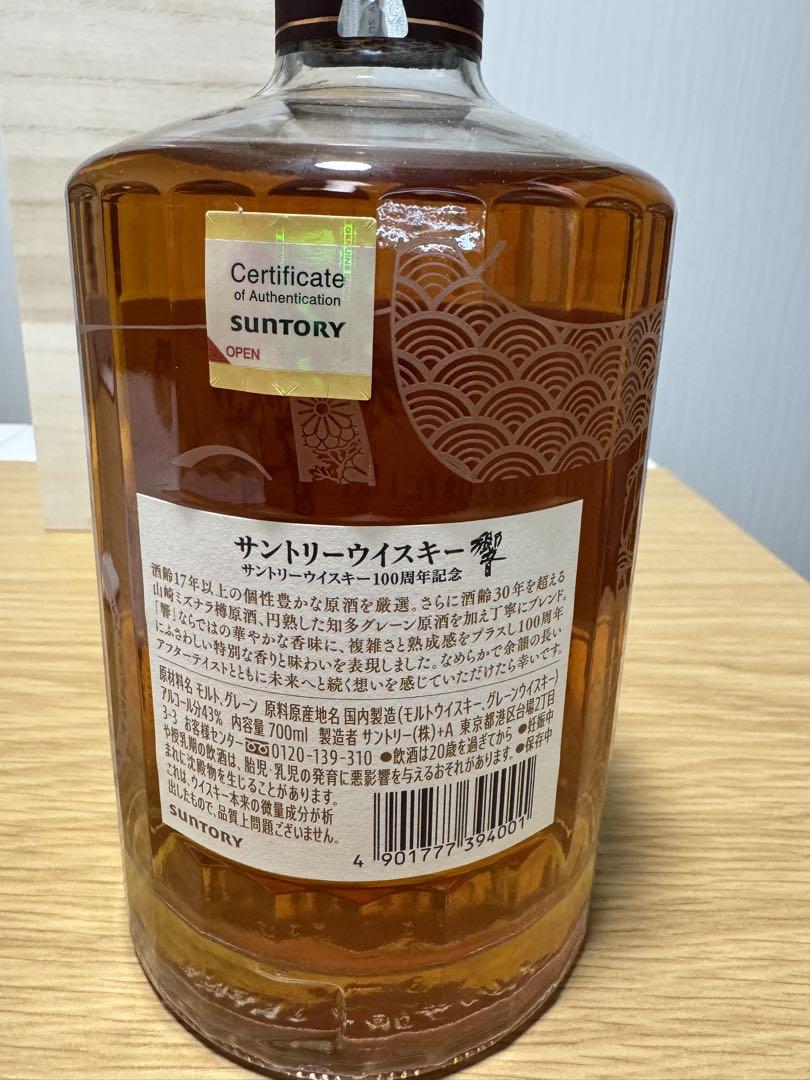 Certificate
of Authentication
SUNTORY
OPEN
サントリーウイスキー 響
サントリーウイスキー100周年記念
酒齢17年以上の個性豊かな原酒を厳選。さらに酒齢30年を超える
山崎ミズナラ樽原酒、円熟した知多グレーン原酒を加え丁寧にブレンド。
「響」ならではの華やかな香味に、複雑さと熟成感をプラスし100周年
にふさわしい特別な香りと味わいを表現しました。なめらかで余韻の長い
アフターテイストとともに未来へと続く想いを感じていただけたら幸いです。
原材料名 モルト、グレーン 原料原産地名 国内製造(モルトウイスキー、グレーンウイスキー)
アルコール分43% 内容量 700ml 製造者 サントリー(株)+A 東京都港区台場2丁目
3-3 お客様センター 0120-139-310 ●飲酒は20歳を過ぎてから ●妊娠中
や授乳期の飲酒は、胎児・乳児の発育に悪影響を与えるおそれがあります。 ●保存中
まれに沈殿物を生じることがあります。
これは、ウイスキー本来の微量成分が析
出したもので、品質上問題ございません。
SUNTORY
4 901777 394001